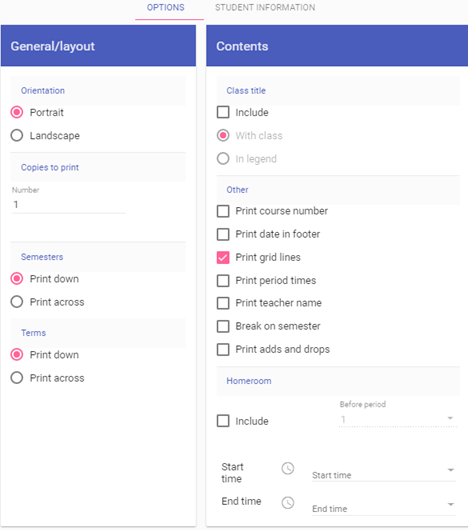 OPTIONS
STUDENT INFORMATION
General/layout
Orientation
Portrait
Landscape
Copies to print
Number
1
Semesters
Print down
Print across
Terms
Print down
Print across
Contents
Class title
Include
With class
In legend
Other
Print course number
Print date in footer
Print grid lines
Print period times
Print teacher name
Break on semester
Print adds and drops
Homeroom
Include
Before period
1
Start
time
Start time
End time
End time